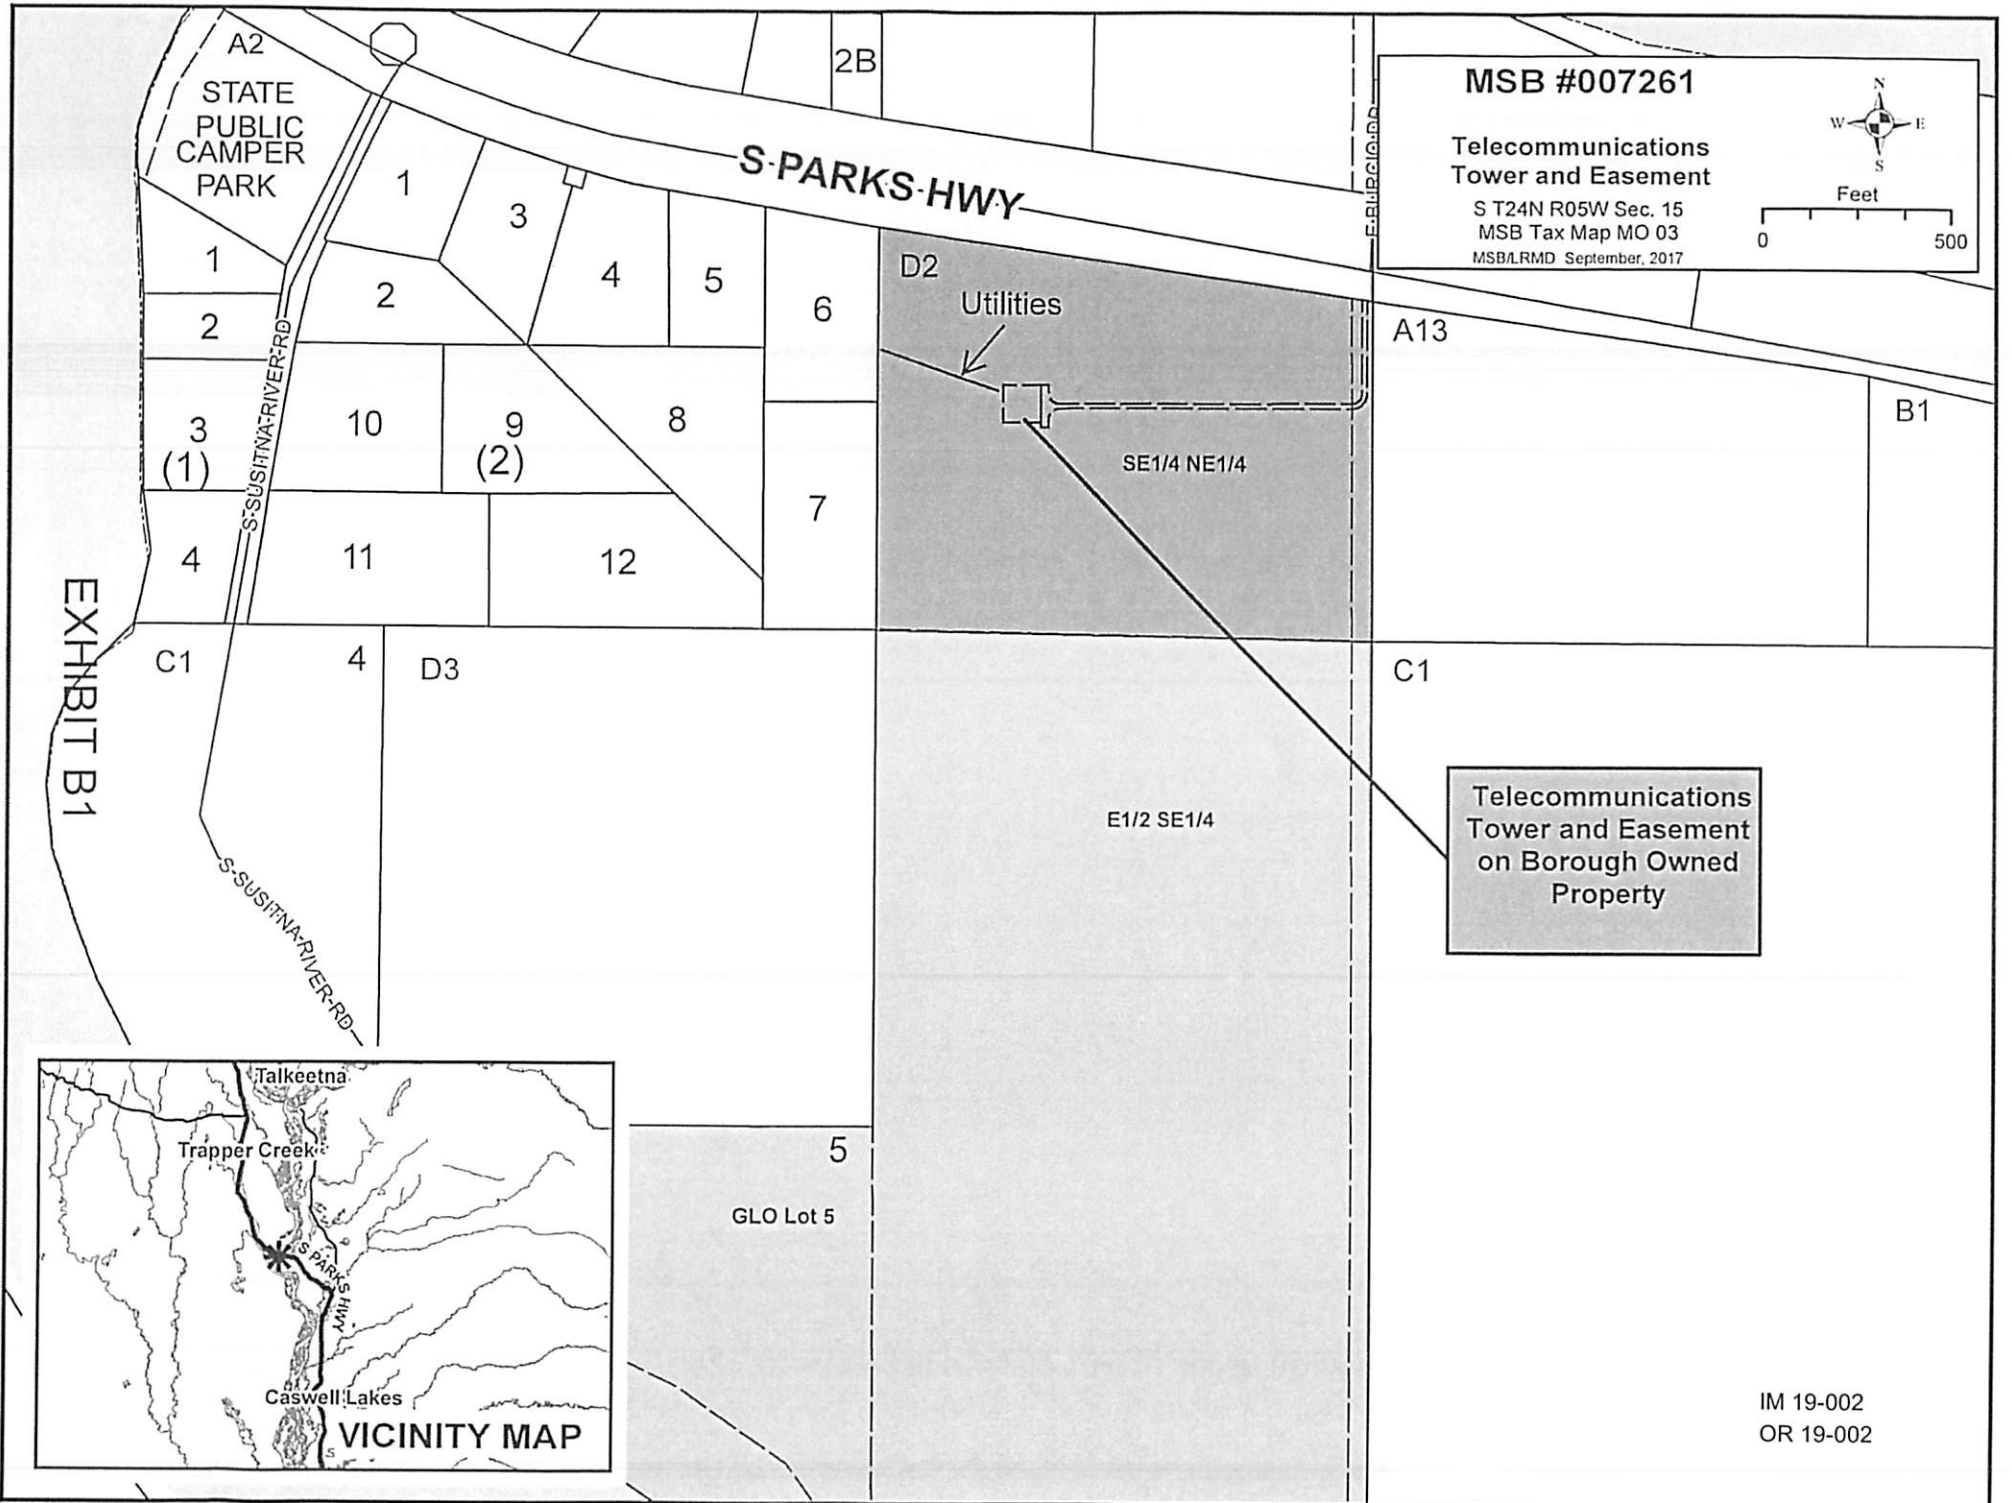 A2
STATE
PUBLIC
CAMPER
PARK
2B
S-PARKS-HWY
MSB #007261
Telecommunications
Tower and Easement
S T24N R05W Sec. 15
MSB Tax Map MO 03
MSB/LRMD September, 2017
N
W E
S
Feet
0 500
1
3
1
2
4
5
6
2
D2
Utilities
A13
B1
S-SUSITNA-RIVER-RD
3
(1)
10
9
(2)
8
7
SE1/4 NE1/4
4
11
12
EXHIBIT B1
C1
4
D3
C1
E1/2 SE1/4
Telecommunications
Tower and Easement
on Borough Owned
Property
S-SUSITNA-RIVER-RD
Talkeetna
Trapper Creek
S PARKS HWY
Caswell Lakes
S
VICINITY MAP
5
GLO Lot 5
IM 19-002
OR 19-002